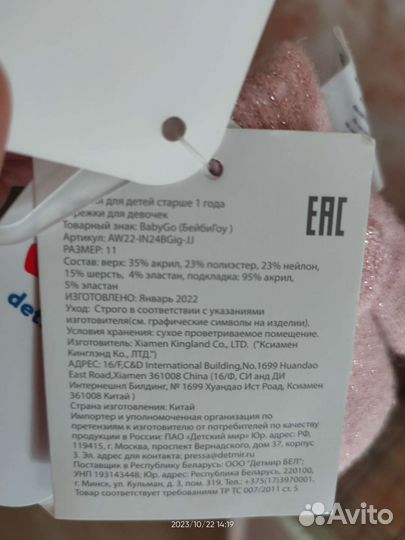 для детей старше 1 года
для девочек
Товарный знак: BabyGo (БейбиГоу)
Артикул: AW22-IN24BGig-JJ
РАЗМЕР: 11
Состав: верх: 35% акрил, 23% полиэстер, 23% нейлон,
15% шерсть, 4% эластан, подкладка: 95% акрил,
5% эластан
ИЗГОТОВЛЕНО: Январь 2022
Уход: Строго в соответствии с указаниями
изготовителя(см. графические символы на изделии).
Условия хранения: сухое проветриваемое помещение.
Изготовитель: Xiamen Kingland Co., LTD. ("Ксиамен
Кинглэнд Ко., ЛТД.")
АДРЕС: 16/F,C&D International Building,No.1699 Huandao
East Road,Xiamen 361008 China (16/Ф, СИ анд ДИ
Интернешнл Билдинг, № 1699 Хуандао Ист Роад, Ксиамен
361008 Китай)
Страна изготовления: Китай
Импортер и уполномоченная организация по
претензиям к изготовителю от потребителей по качеству
продукции в России: ПАО «Детский мир» Юр. адрес: РФ,
119415, г. Москва, проспект Вернадского, дом 37, корпус
3. Эл. адрес для контакта: pressa@detmir.ru
Поставщик в Республику Беларусь: ООО "Детмир БЕЛ"
УНП 193143448 Юр. адрес: Республика Беларусь, 220100,
г. Минск, ул. Кульман, д. 3, пом. 319. Тел.: +375(17)3970001.
Товар соответствует требованиям ТР ТС 007/2011 ст. 5
EAC
det
2023/10/22 14:19
Avito